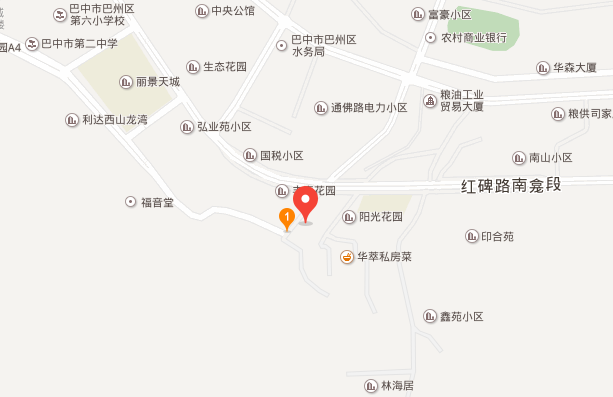 巴中市巴州区
第六小学校
中央公馆
富豪小区
农村商业银行
园A4
巴中市第二中学
巴中市巴州区
水务局
生态花园
华森大厦
丽景天城
粮油工业
贸易大厦
通佛路电力小区
粮供司家
利达西山龙湾
弘业苑小区
国税小区
南山小区
花园
红碑路南龛段
福音堂
1
阳光花园
印合苑
华萃私房菜
鑫苑小区
林海居